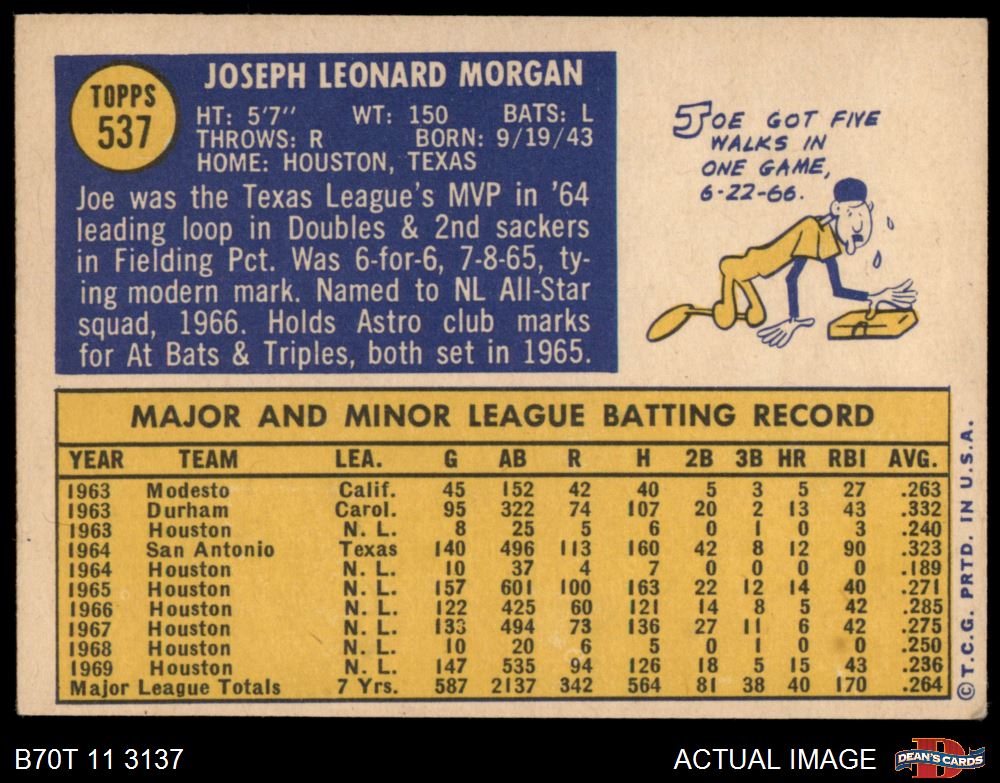 TOPPS
537
JOSEPH LEONARD MORGAN
HT: 5'7" WT: 150 BATS: L
THROWS: R BORN: 9/19/43
HOME: HOUSTON, TEXAS
Joe was the Texas League's MVP in '64
leading loop in Doubles & 2nd sackers
in Fielding Pct. Was 6-for-6, 7-8-65, ty-
ing modern mark. Named to NL All-Star
squad, 1966. Holds Astro club marks
for At Bats & Triples, both set in 1965.
JOE GOT FIVE
WALKS IN
ONE GAME,
6-22-66.
MAJOR AND MINOR LEAGUE BATTING RECORD
YEAR TEAM LEA. G AB R H 2B 3B HR RBI AVG.
1963 Modesto Calif. 45 152 42 40 5 3 5 27 .263
1963 Durham Carol. 95 322 74 107 20 2 13 43 .332
1963 Houston N. L. 8 25 5 6 0 1 0 3 .240
1964 San Antonio Texas 140 496 113 160 42 8 12 90 .323
1964 Houston N. L. 10 37 4 7 0 0 0 0 .189
1965 Houston N. L. 157 601 100 163 22 12 14 40 .271
1966 Houston N. L. 122 425 60 121 14 8 5 42 .285
1967 Houston N. L. 133 494 73 136 27 11 6 42 .275
1968 Houston N. L. 10 20 6 5 0 1 0 0 .250
1969 Houston N. L. 147 535 94 126 18 5 15 43 .236
Major League Totals 7 Yrs. 587 2137 342 564 81 38 40 170 .264
© T.C.G. PRTD. IN U.S.A.
B70T 11 3137
ACTUAL IMAGE
D
DEAN'S CARDS